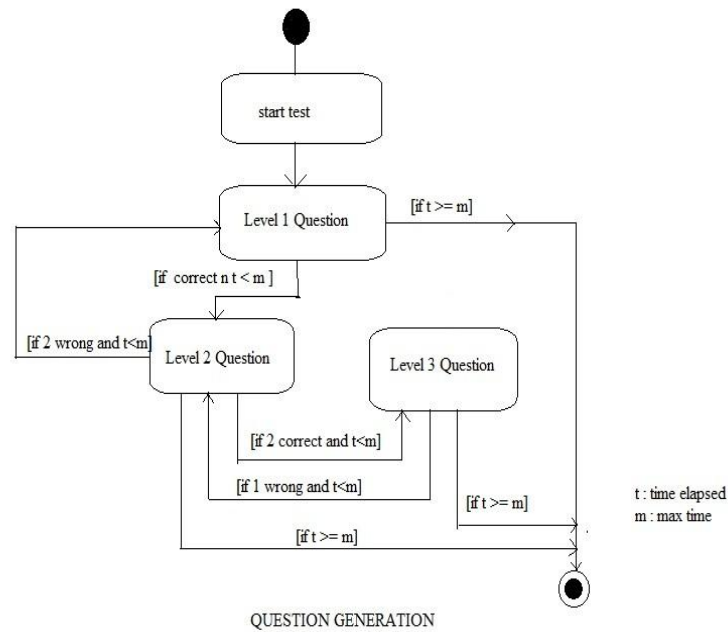 start test
Level 1 Question
[if t >= m]
[if correct n t < m ]
[if 2 wrong and t<m]
Level 2 Question
Level 3 Question
[if 2 correct and t<m]
[if 1 wrong and t<m]
[if t >= m]
[if t >= m]
t : time elapsed
m : max time
QUESTION GENERATION